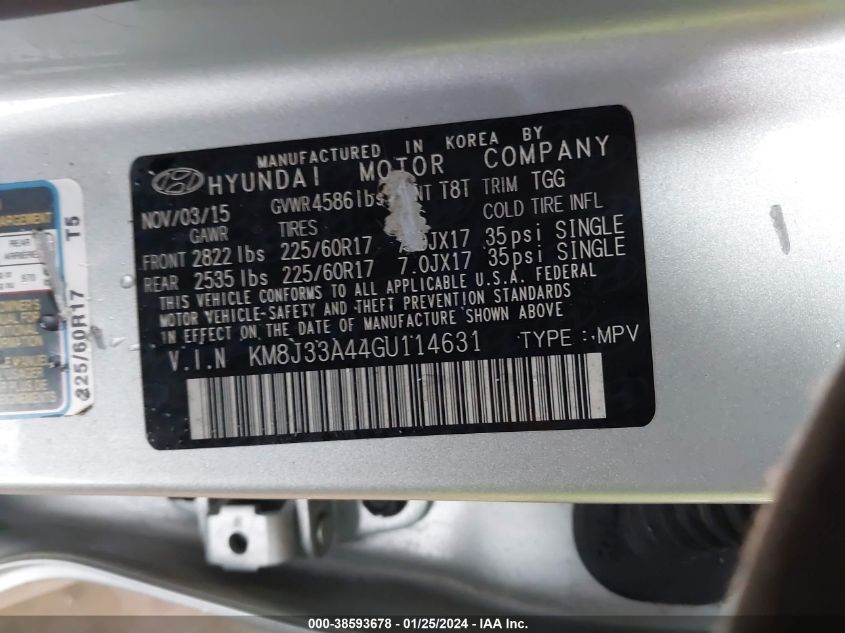 MANUFACTURED IN KOREA BY
HYUNDAI MOTOR COMPANY
NOV/03/15 GVWR 4586 lbs T8T TRIM TGG
GAWR TIRES COLD TIRE INFL
FRONT 2822 lbs 225/60R17 JX17 35psi SINGLE
REAR 2535 lbs 225/60R17 7.0JX17 35psi SINGLE
THIS VEHICLE CONFORMS TO ALL APPLICABLE U.S.A. FEDERAL
MOTOR VEHICLE-SAFETY AND THEFT PREVENTION STANDARDS
IN EFFECT ON THE DATE OF MANUFACTURE SHOWN ABOVE
V.I.N KM8J33A44GU114631 TYPE : MPV
REAR
T5
225/60R17
000-38593678 - 01/25/2024 - IAA Inc.